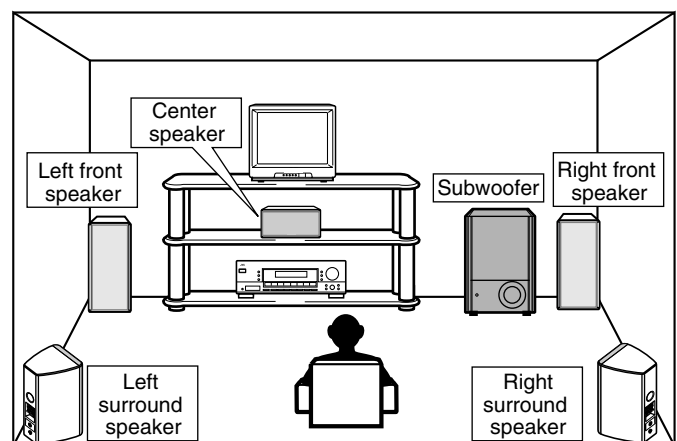 Center
speaker
Left front
speaker
Subwoofer
Right front
speaker
Left
surround
speaker
Right
surround
speaker